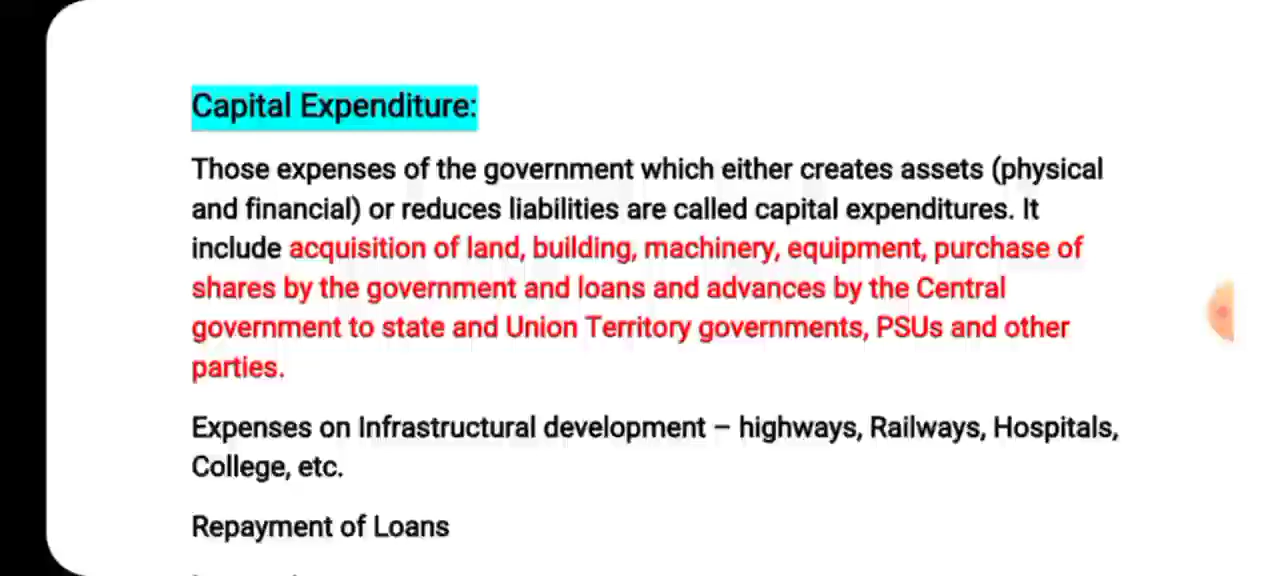 Capital Expenditure:
Those expenses of the government which either creates assets (physical
and financial) or reduces liabilities are called capital expenditures. It
include acquisition of land, building, machinery, equipment, purchase of
shares by the government and loans and advances by the Central
government to state and Union Territory governments, PSUs and other
parties.
Expenses on Infrastructural development – highways, Railways, Hospitals,
College, etc.
Repayment of Loans